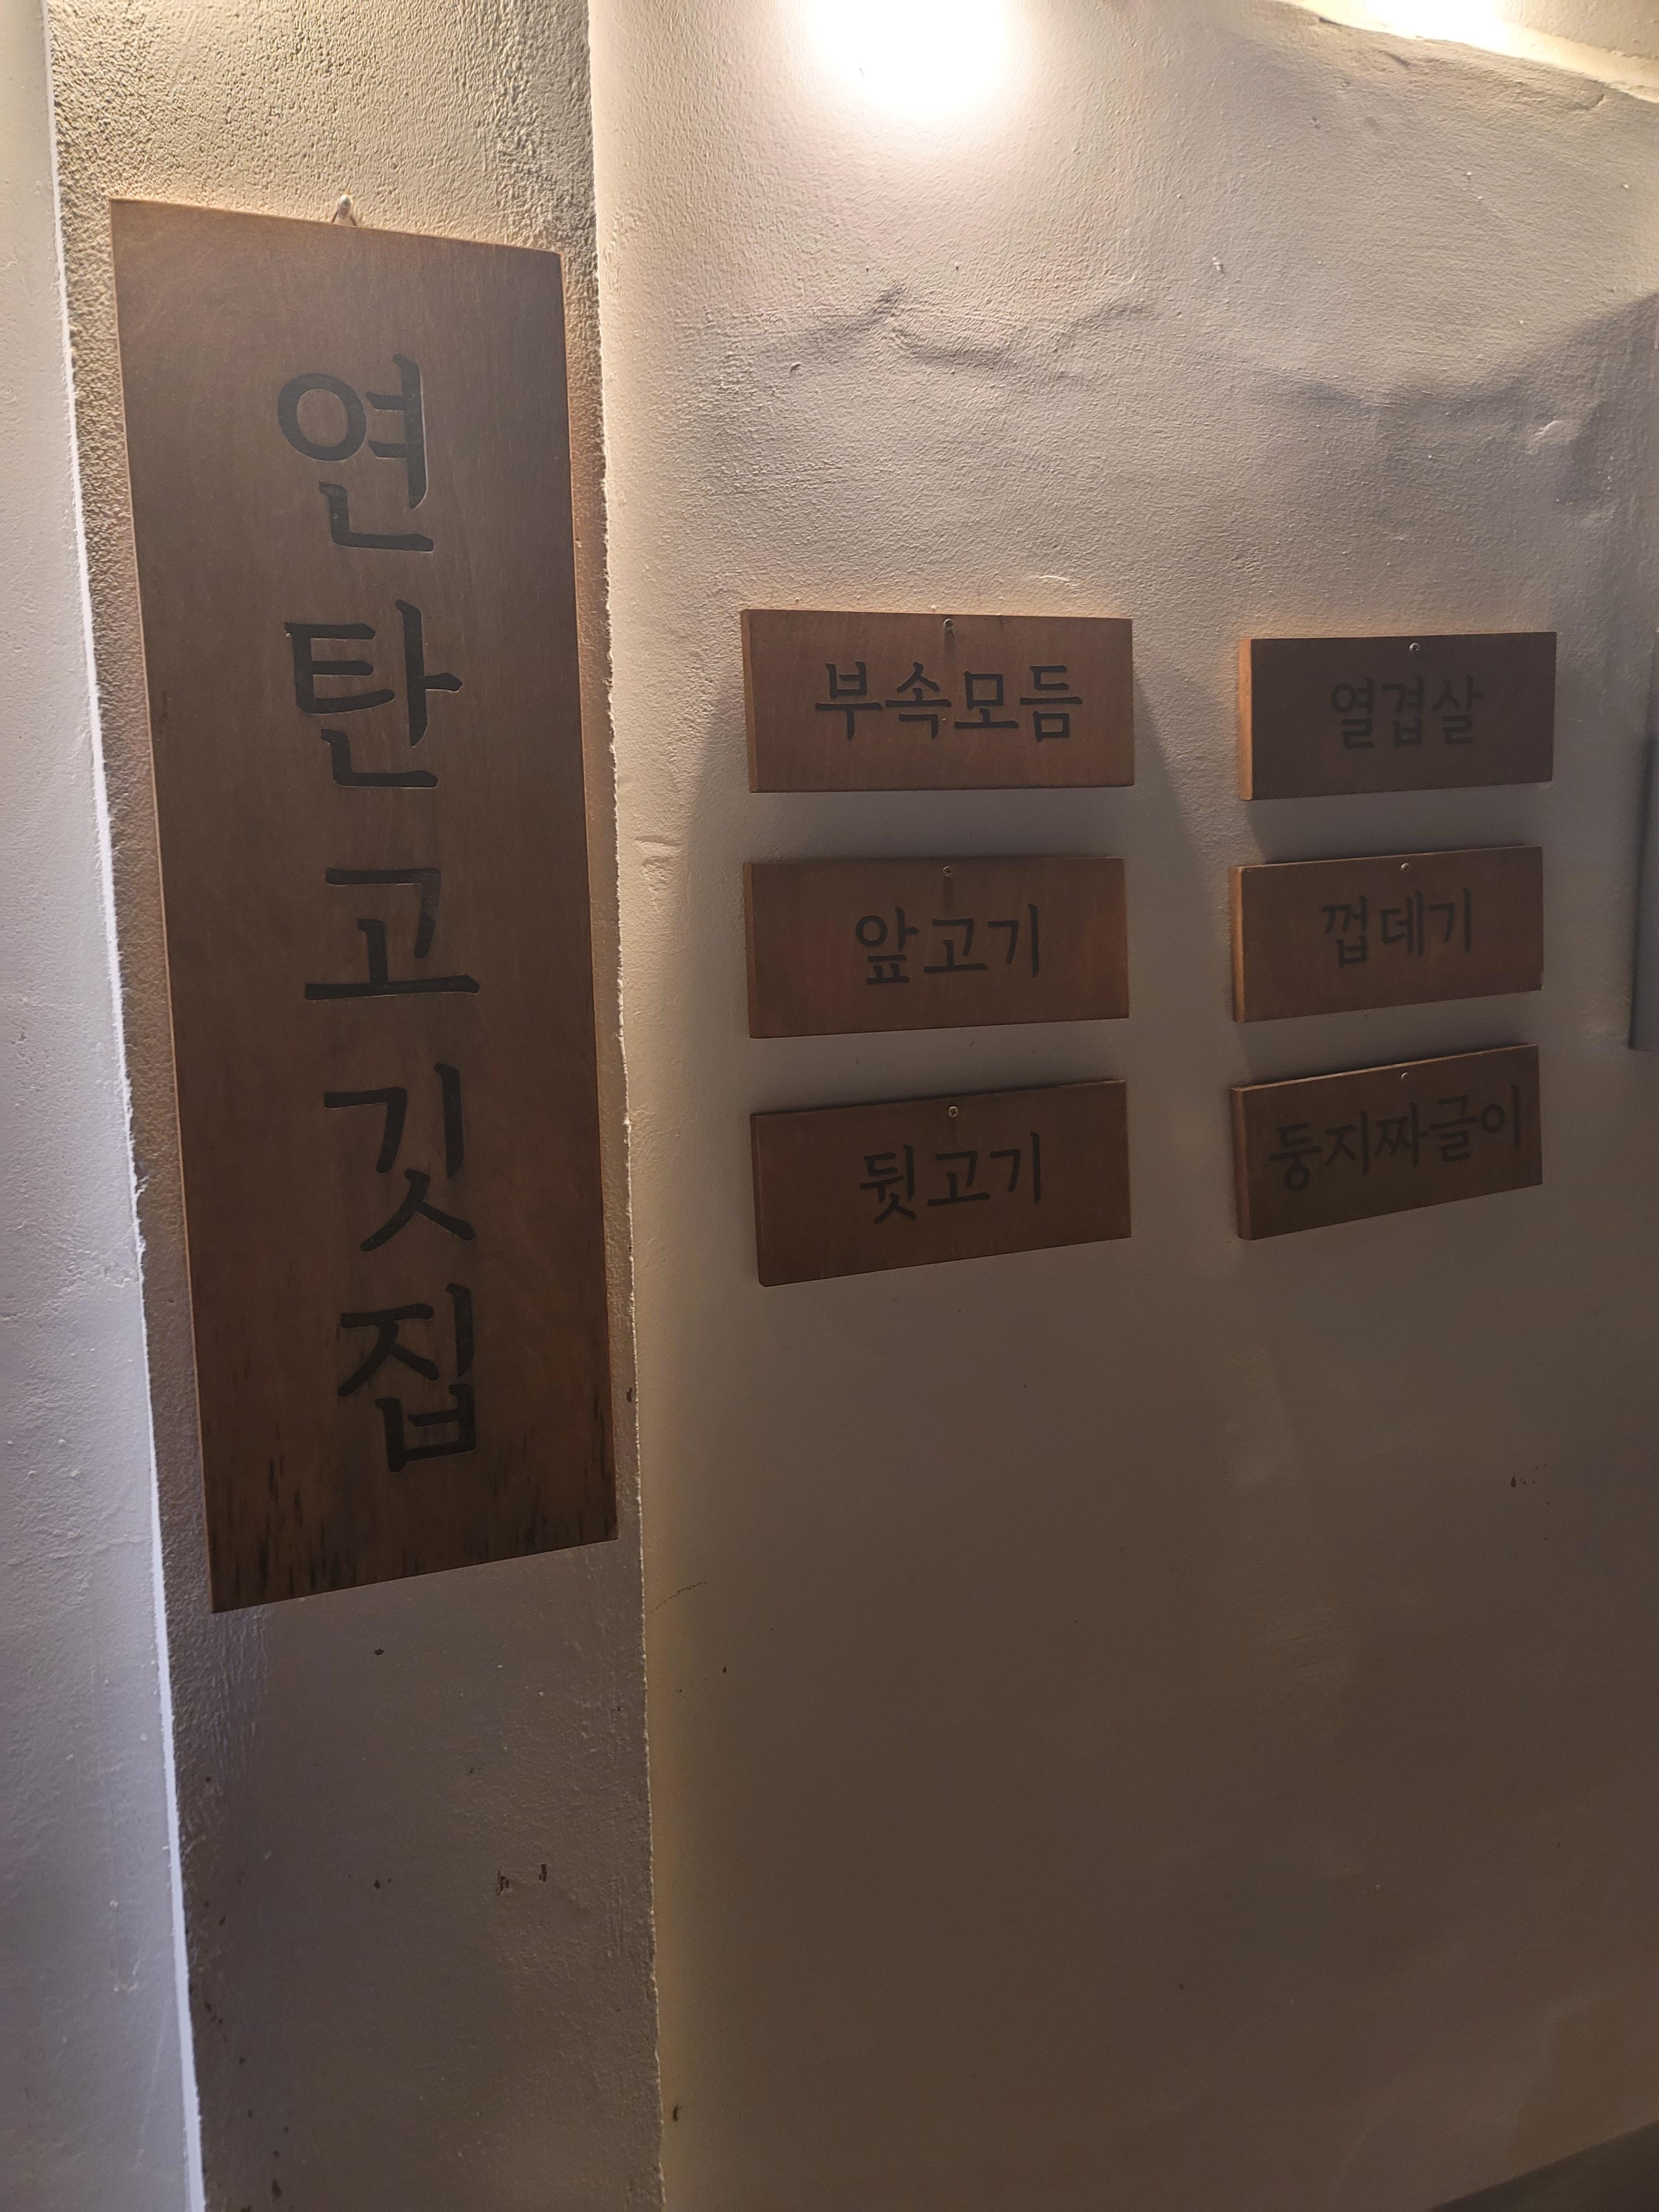 연탄고깃집
부속모듬
열겹살
앞고기
껍데기
뒷고기
둥지짜글이